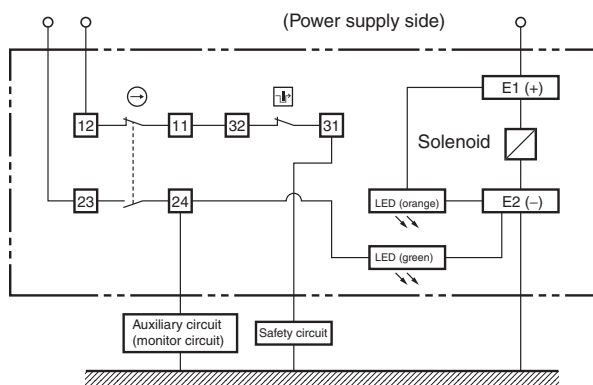 (Power supply side)
E1 (+)
12
11
32
31
Solenoid
23
24
LED (orange)
E2 (–)
LED (green)
Auxiliary circuit
(monitor circuit)
Safety circuit